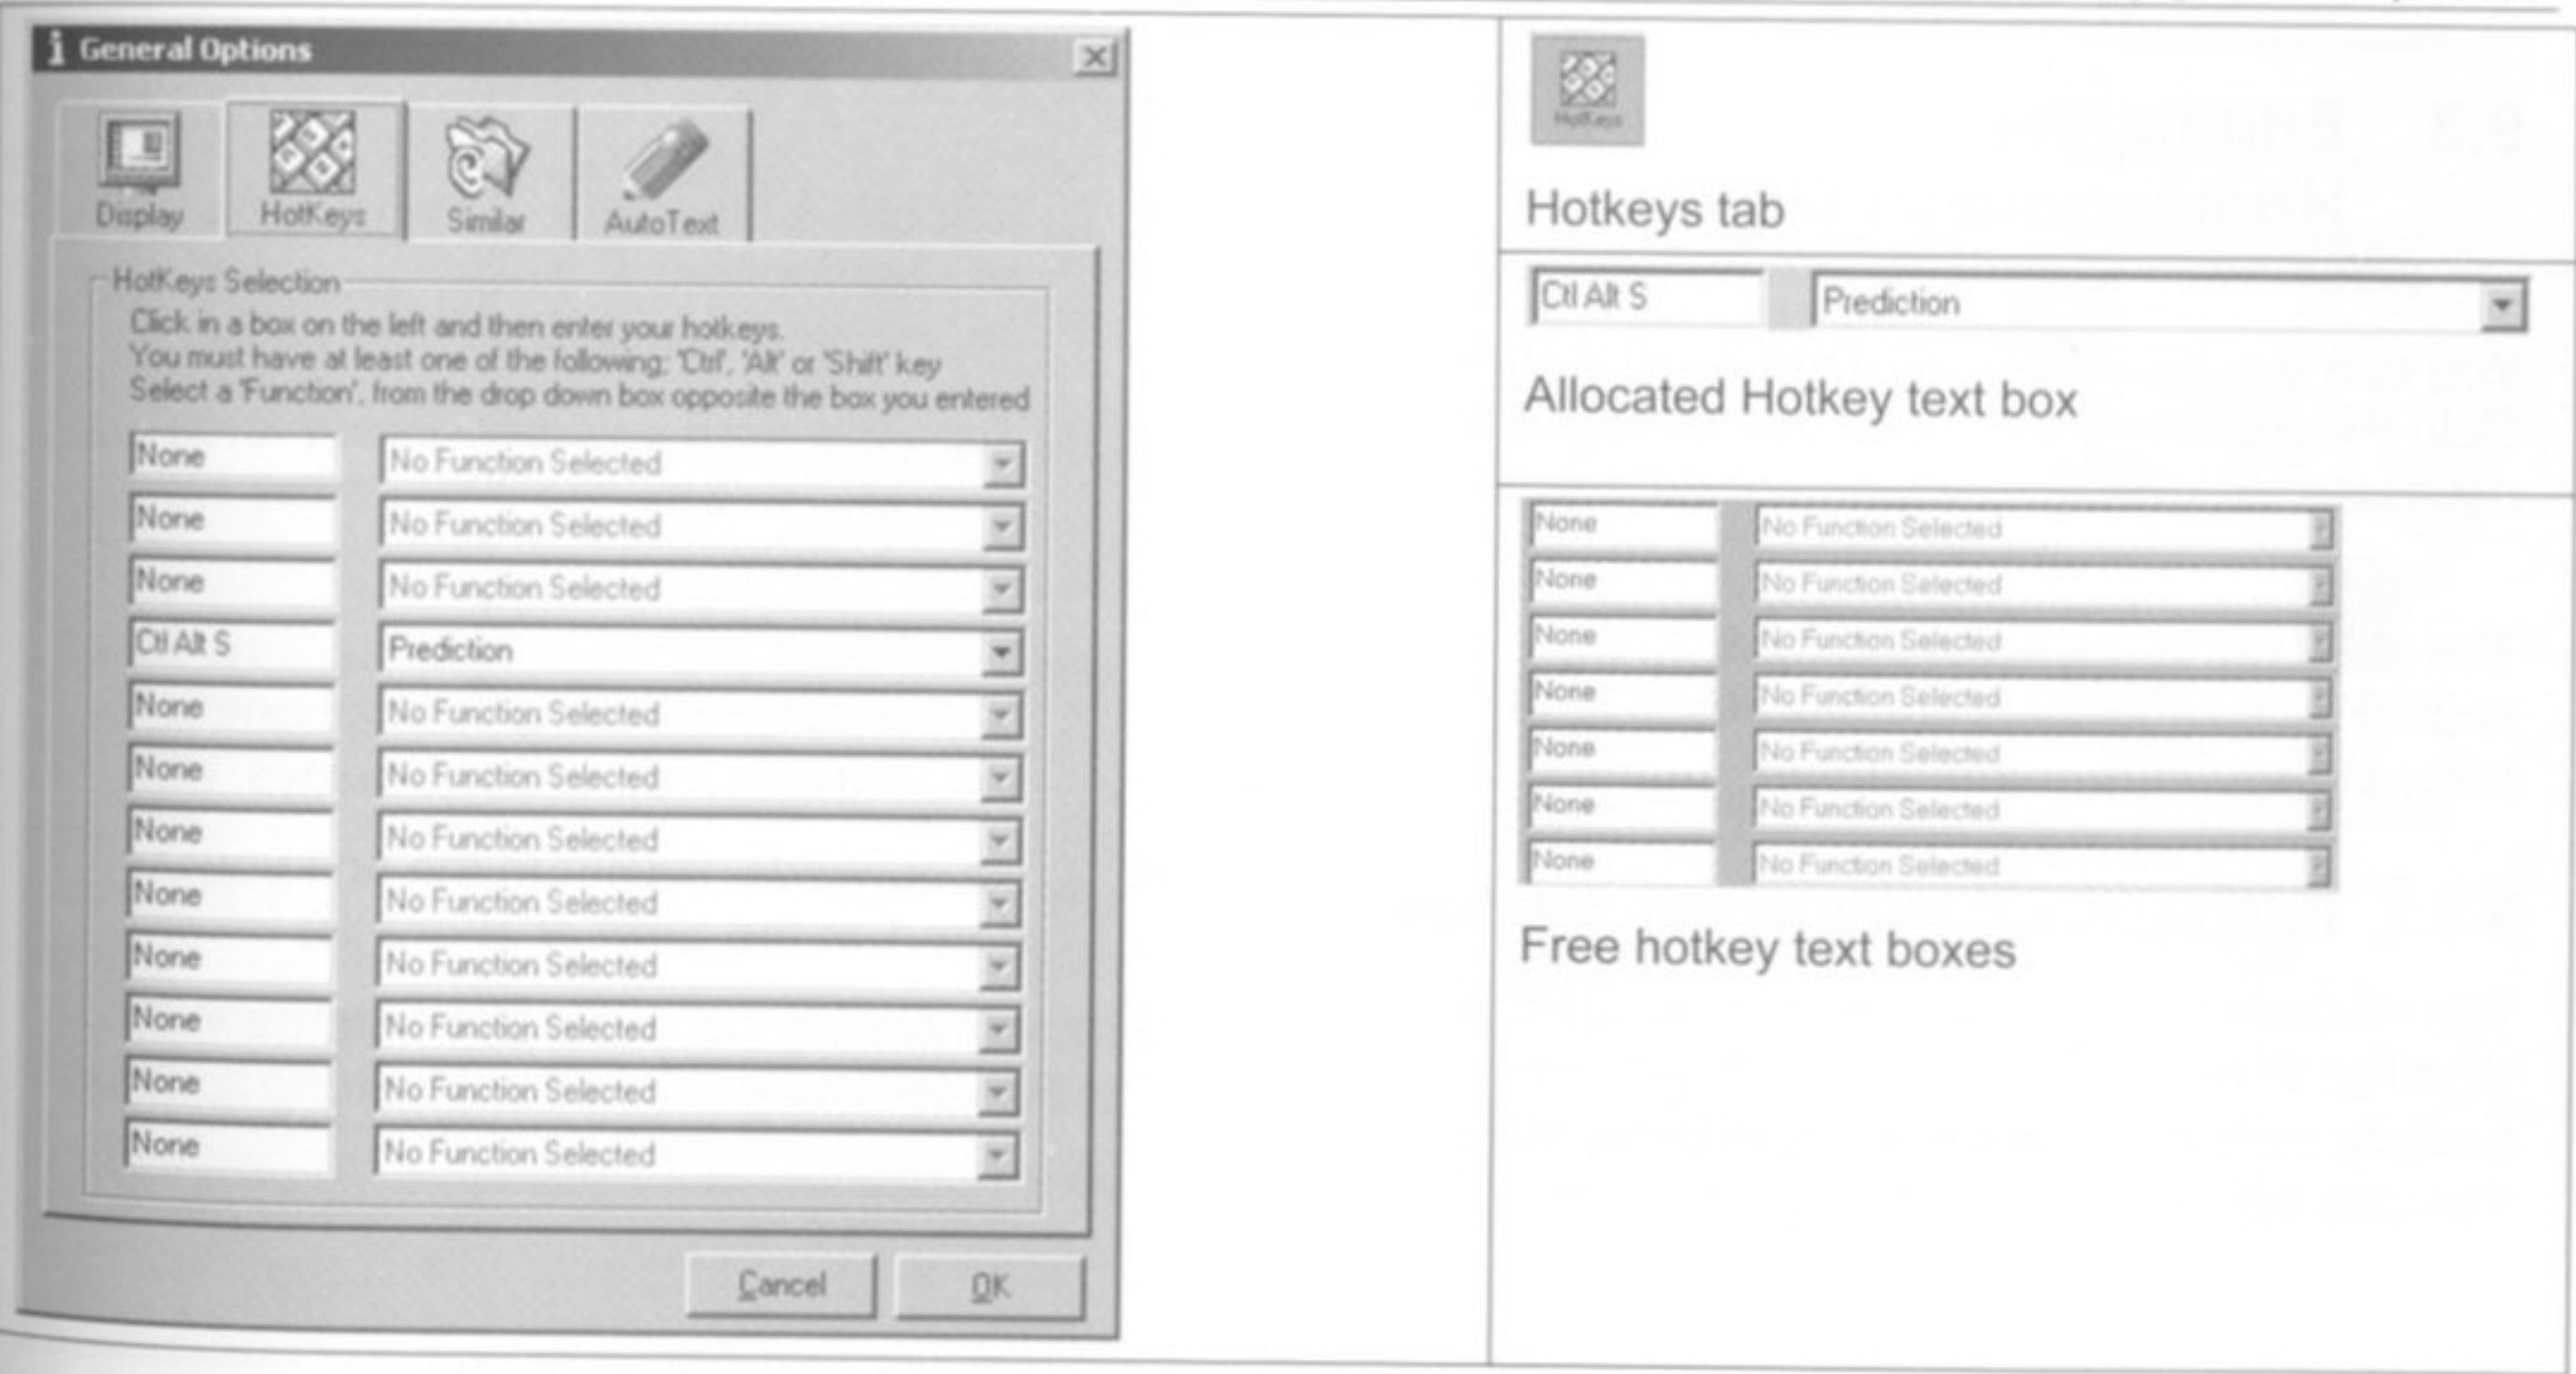 i General Options
Display HotKeys Similar AutoText
HotKeys Selection
Click in a box on the left and then enter your hotkeys.
You must have at least one of the following; 'Ctrl', 'Alt' or 'Shift' key
Select a 'Function', from the drop down box opposite the box you entered
None No Function Selected
None No Function Selected
None No Function Selected
Ctl Alt S Prediction
None No Function Selected
None No Function Selected
None No Function Selected
None No Function Selected
None No Function Selected
None No Function Selected
None No Function Selected
None No Function Selected
Cancel OK
HotKeys
Hotkeys tab
Ctl Alt S Prediction
Allocated Hotkey text box
None No Function Selected
None No Function Selected
None No Function Selected
None No Function Selected
None No Function Selected
None No Function Selected
None No Function Selected
Free hotkey text boxes